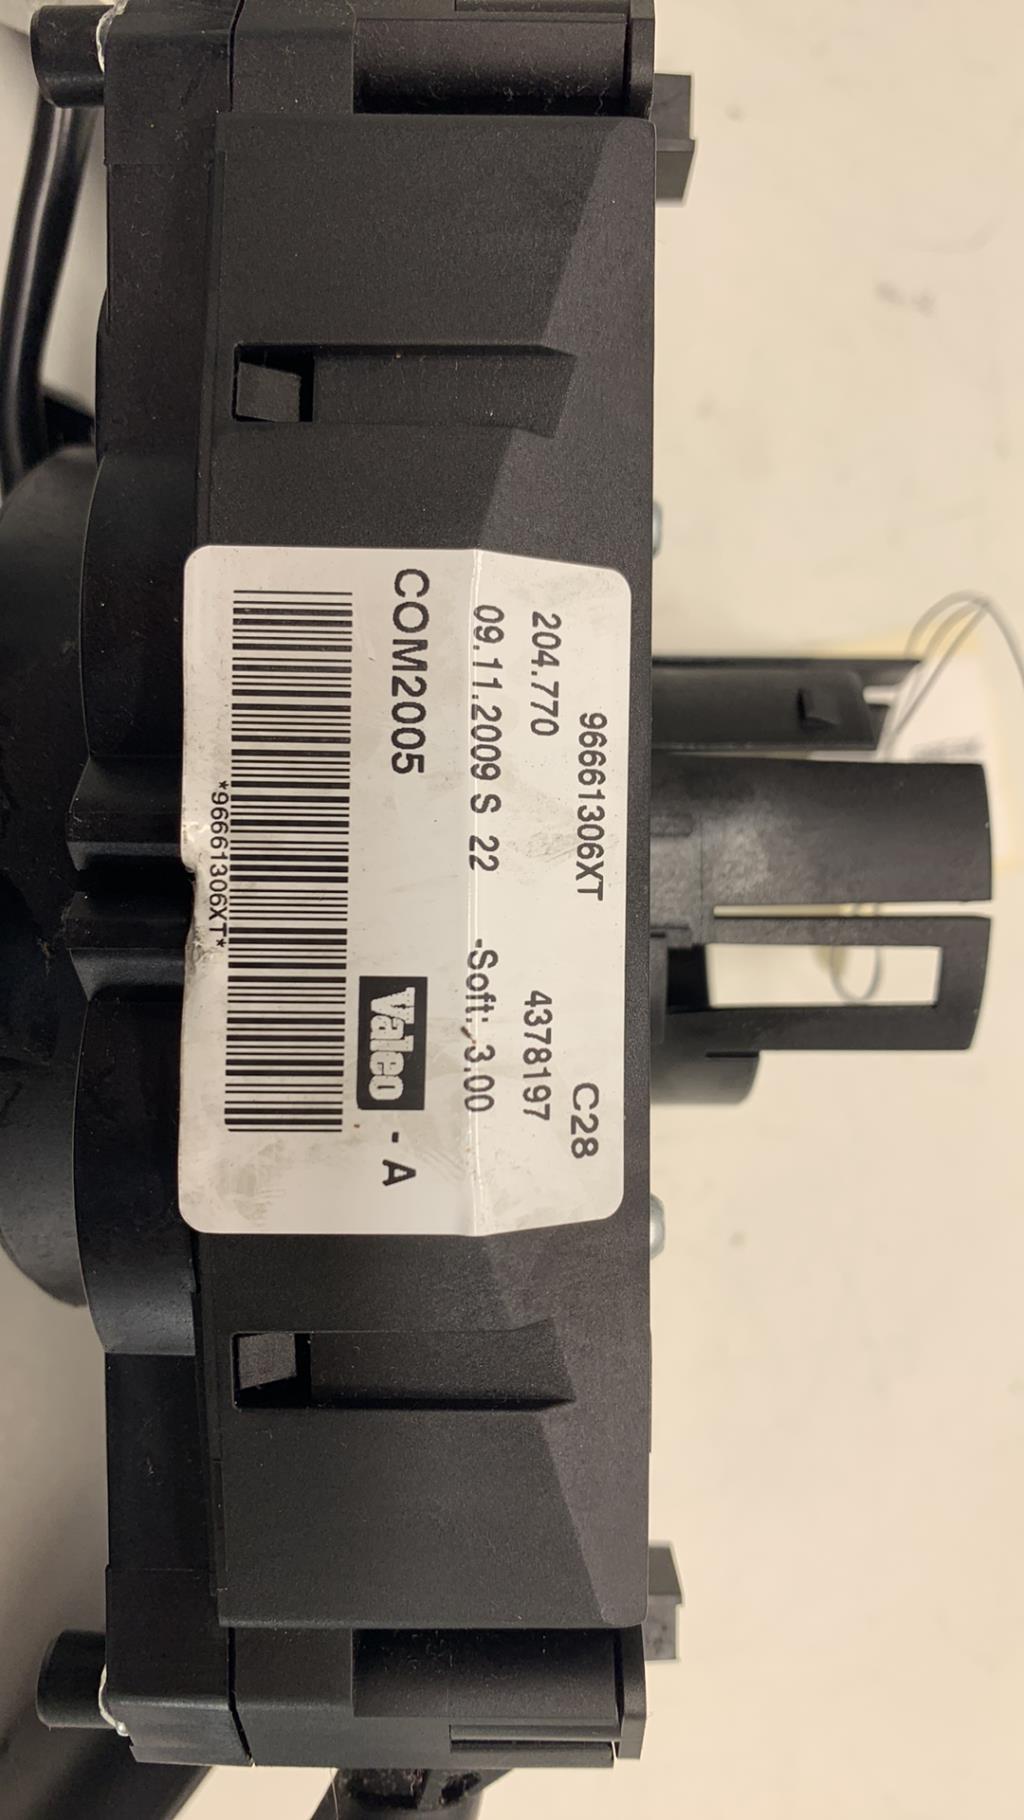 96661306XT C28
204.770 4378197
09.11.2009 S 22 -Soft: 3.00
COM2005 Valeo - A
*96661306XT*